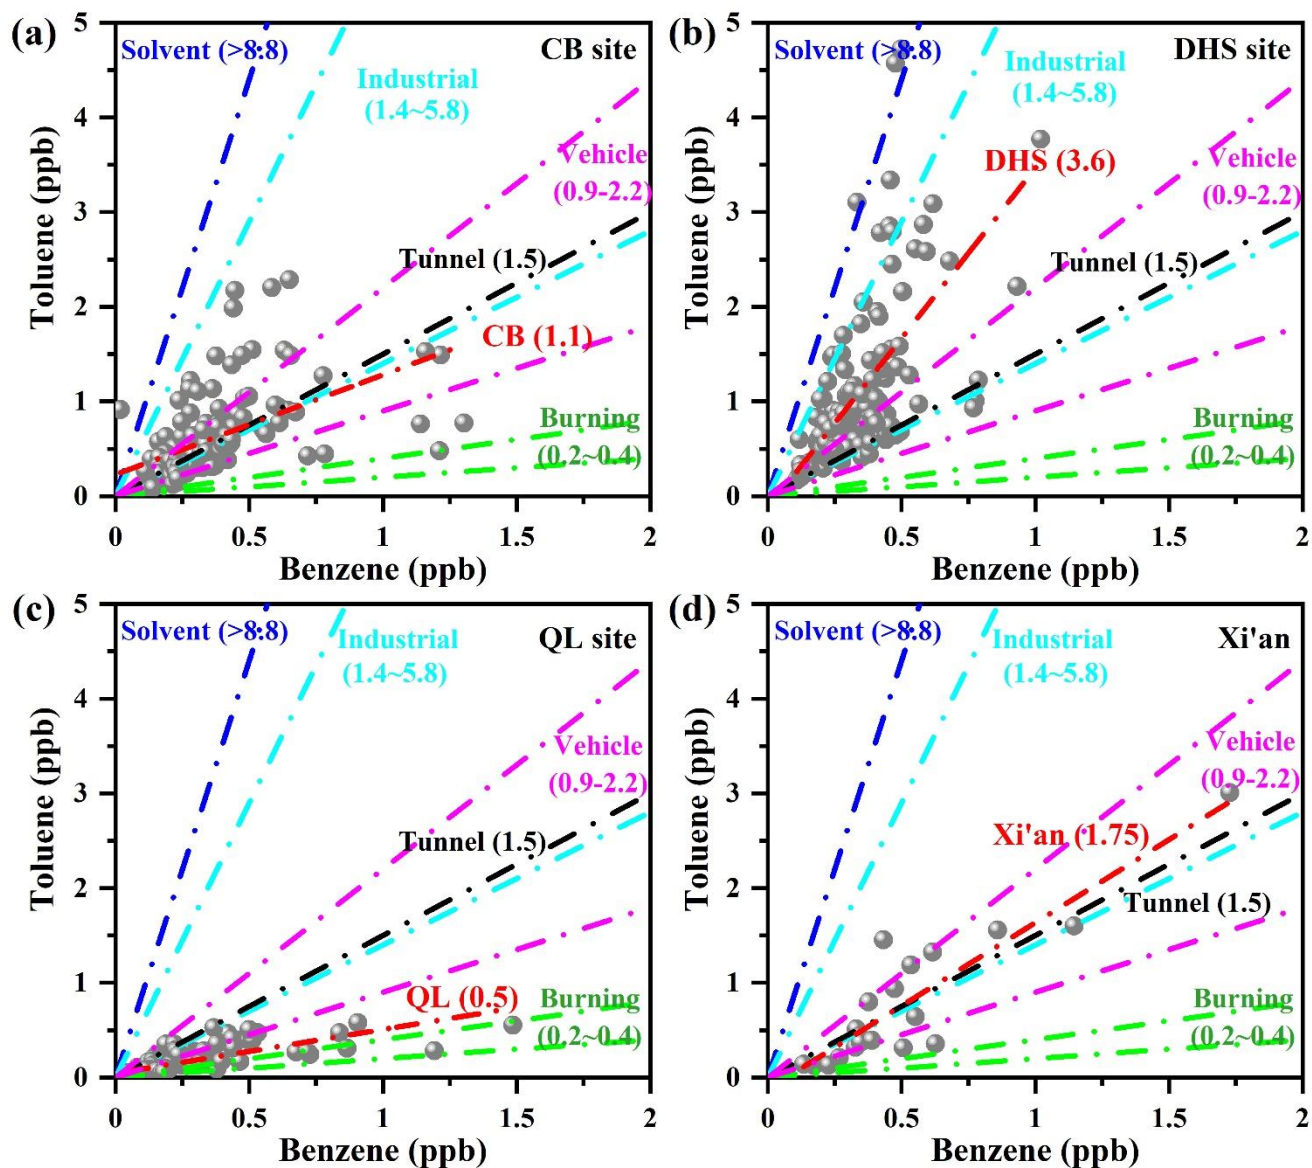 (a)
5
4
3
2
1
0
Toluene (ppb)
Solvent (>8.8)
CB site
Industrial
(1.4~5.8)
Vehicle
(0.9-2.2)
Tunnel (1.5)
CB (1.1)
Burning
(0.2~0.4)
0 0.5 1 1.5 2
Benzene (ppb)
(b)
5
4
3
2
1
0
Toluene (ppb)
Solvent (>8.8)
DHS site
Industrial
(1.4~5.8)
DHS (3.6)
Vehicle
(0.9-2.2)
Tunnel (1.5)
Burning
(0.2~0.4)
0 0.5 1 1.5 2
Benzene (ppb)
(c)
5
4
3
2
1
0
Toluene (ppb)
Solvent (>8.8)
QL site
Industrial
(1.4~5.8)
Vehicle
(0.9-2.2)
Tunnel (1.5)
QL (0.5)
Burning
(0.2~0.4)
0 0.5 1 1.5 2
Benzene (ppb)
(d)
5
4
3
2
1
0
Toluene (ppb)
Solvent (>8.8)
Xi'an
Industrial
(1.4~5.8)
Vehicle
(0.9-2.2)
Xi'an (1.75)
Tunnel (1.5)
Burning
(0.2~0.4)
0 0.5 1 1.5 2
Benzene (ppb)